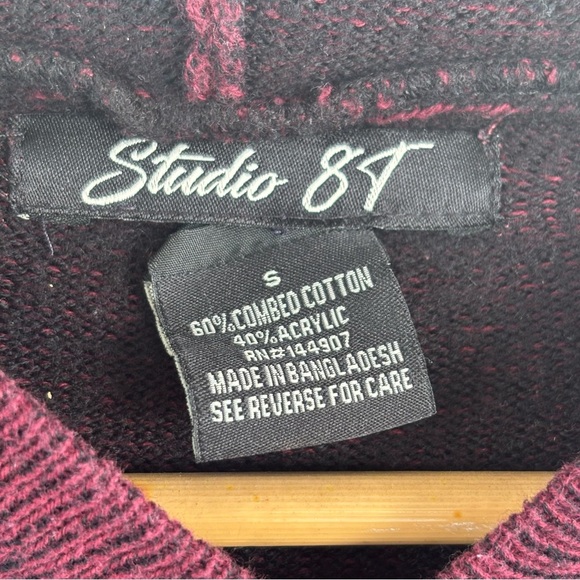 Studio 8T
S
60%COMBED COTTON
40%ACRYLIC
RN#144907
MADE IN BANGLADESH
SEE REVERSE FOR CARE